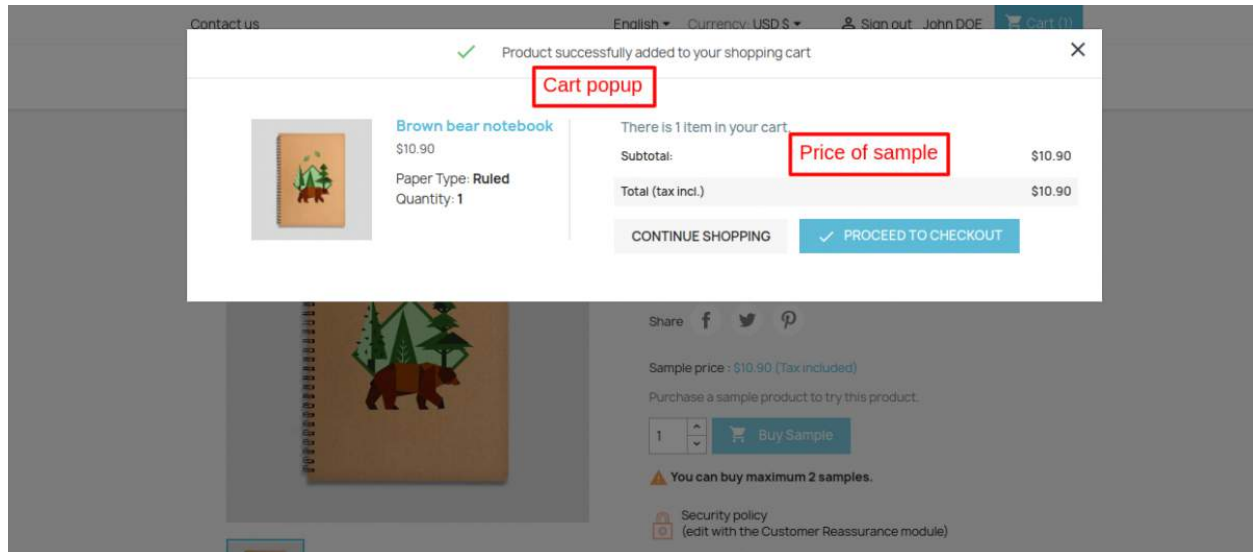 Contact us
English Currency: USD $ Sign out John DOE Cart (1)
Product successfully added to your shopping cart
Cart popup
Brown bear notebook
$10.90
Paper Type: Ruled
Quantity: 1
There is 1 item in your cart.
Subtotal: $10.90
Price of sample
Total (tax incl.) $10.90
CONTINUE SHOPPING
PROCEED TO CHECKOUT
Share
Sample price : $10.90 (Tax included)
Purchase a sample product to try this product.
1
Buy Sample
You can buy maximum 2 samples.
Security policy
(edit with the Customer Reassurance module)